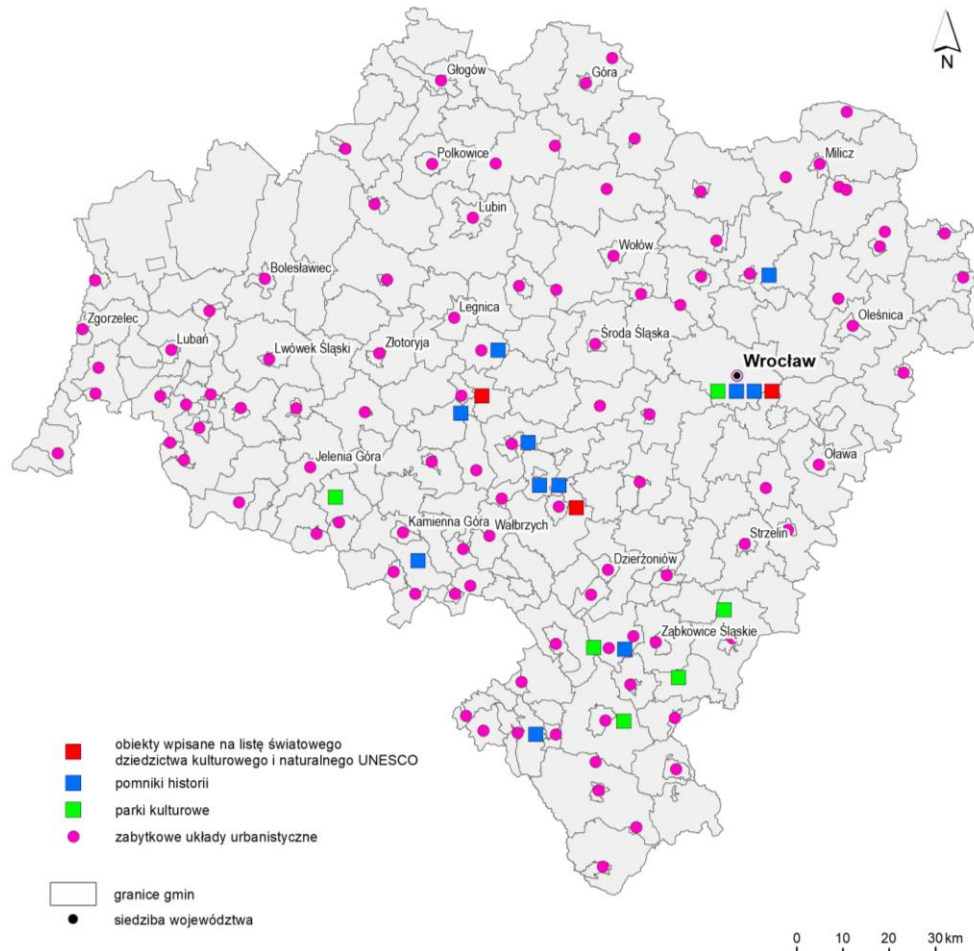 N
Głogów
Góra
Polkowice
Milicz
Lubin
Wołów
Bolesławiec
Legnica
Oleśnica
Zgorzelec
Lubań
Lwówek Śląski
Złotoryja
Środa Śląska
Wrocław
Jelenia Góra
Oława
Kamienna Góra
Wałbrzych
Strzelin
Dzierżoniów
Ząbkowice Śląskie
obiekty wpisane na listę światowego
dziedzictwa kulturowego i naturalnego UNESCO
pomniki historii
parki kulturowe
zabytkowe układy urbanistyczne
granice gmin
siedziba województwa
0 10 20 30 km